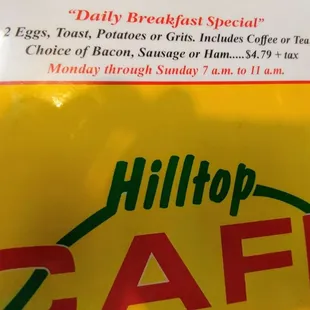 "Daily Breakfast Special"
2 Eggs, Toast, Potatoes or Grits. Includes Coffee or Tea
Choice of Bacon, Sausage or Ham.....$4.79 + tax
Monday through Sunday 7 a.m. to 11 a.m.
Hilltop
CAF